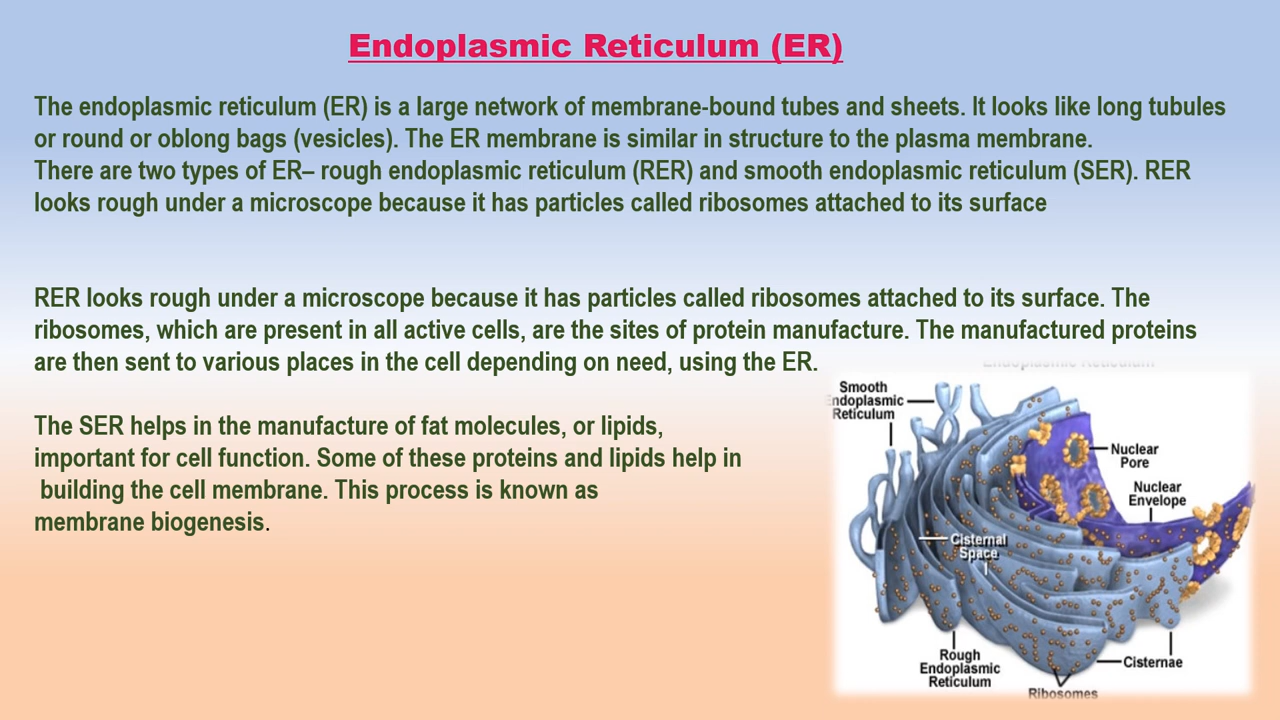 Endoplasmic Reticulum (ER)
The endoplasmic reticulum (ER) is a large network of membrane-bound tubes and sheets. It looks like long tubules
or round or oblong bags (vesicles). The ER membrane is similar in structure to the plasma membrane.
There are two types of ER– rough endoplasmic reticulum (RER) and smooth endoplasmic reticulum (SER). RER
looks rough under a microscope because it has particles called ribosomes attached to its surface
RER looks rough under a microscope because it has particles called ribosomes attached to its surface. The
ribosomes, which are present in all active cells, are the sites of protein manufacture. The manufactured proteins
are then sent to various places in the cell depending on need, using the ER.
The SER helps in the manufacture of fat molecules, or lipids,
important for cell function. Some of these proteins and lipids help in
building the cell membrane. This process is known as
membrane biogenesis.
Endoplasmic Reticulum
Smooth
Endoplasmic
Reticulum
Nuclear
Pore
Nuclear
Envelope
Cisternal
Space
Rough
Endoplasmic
Reticulum
Cisternae
Ribosomes